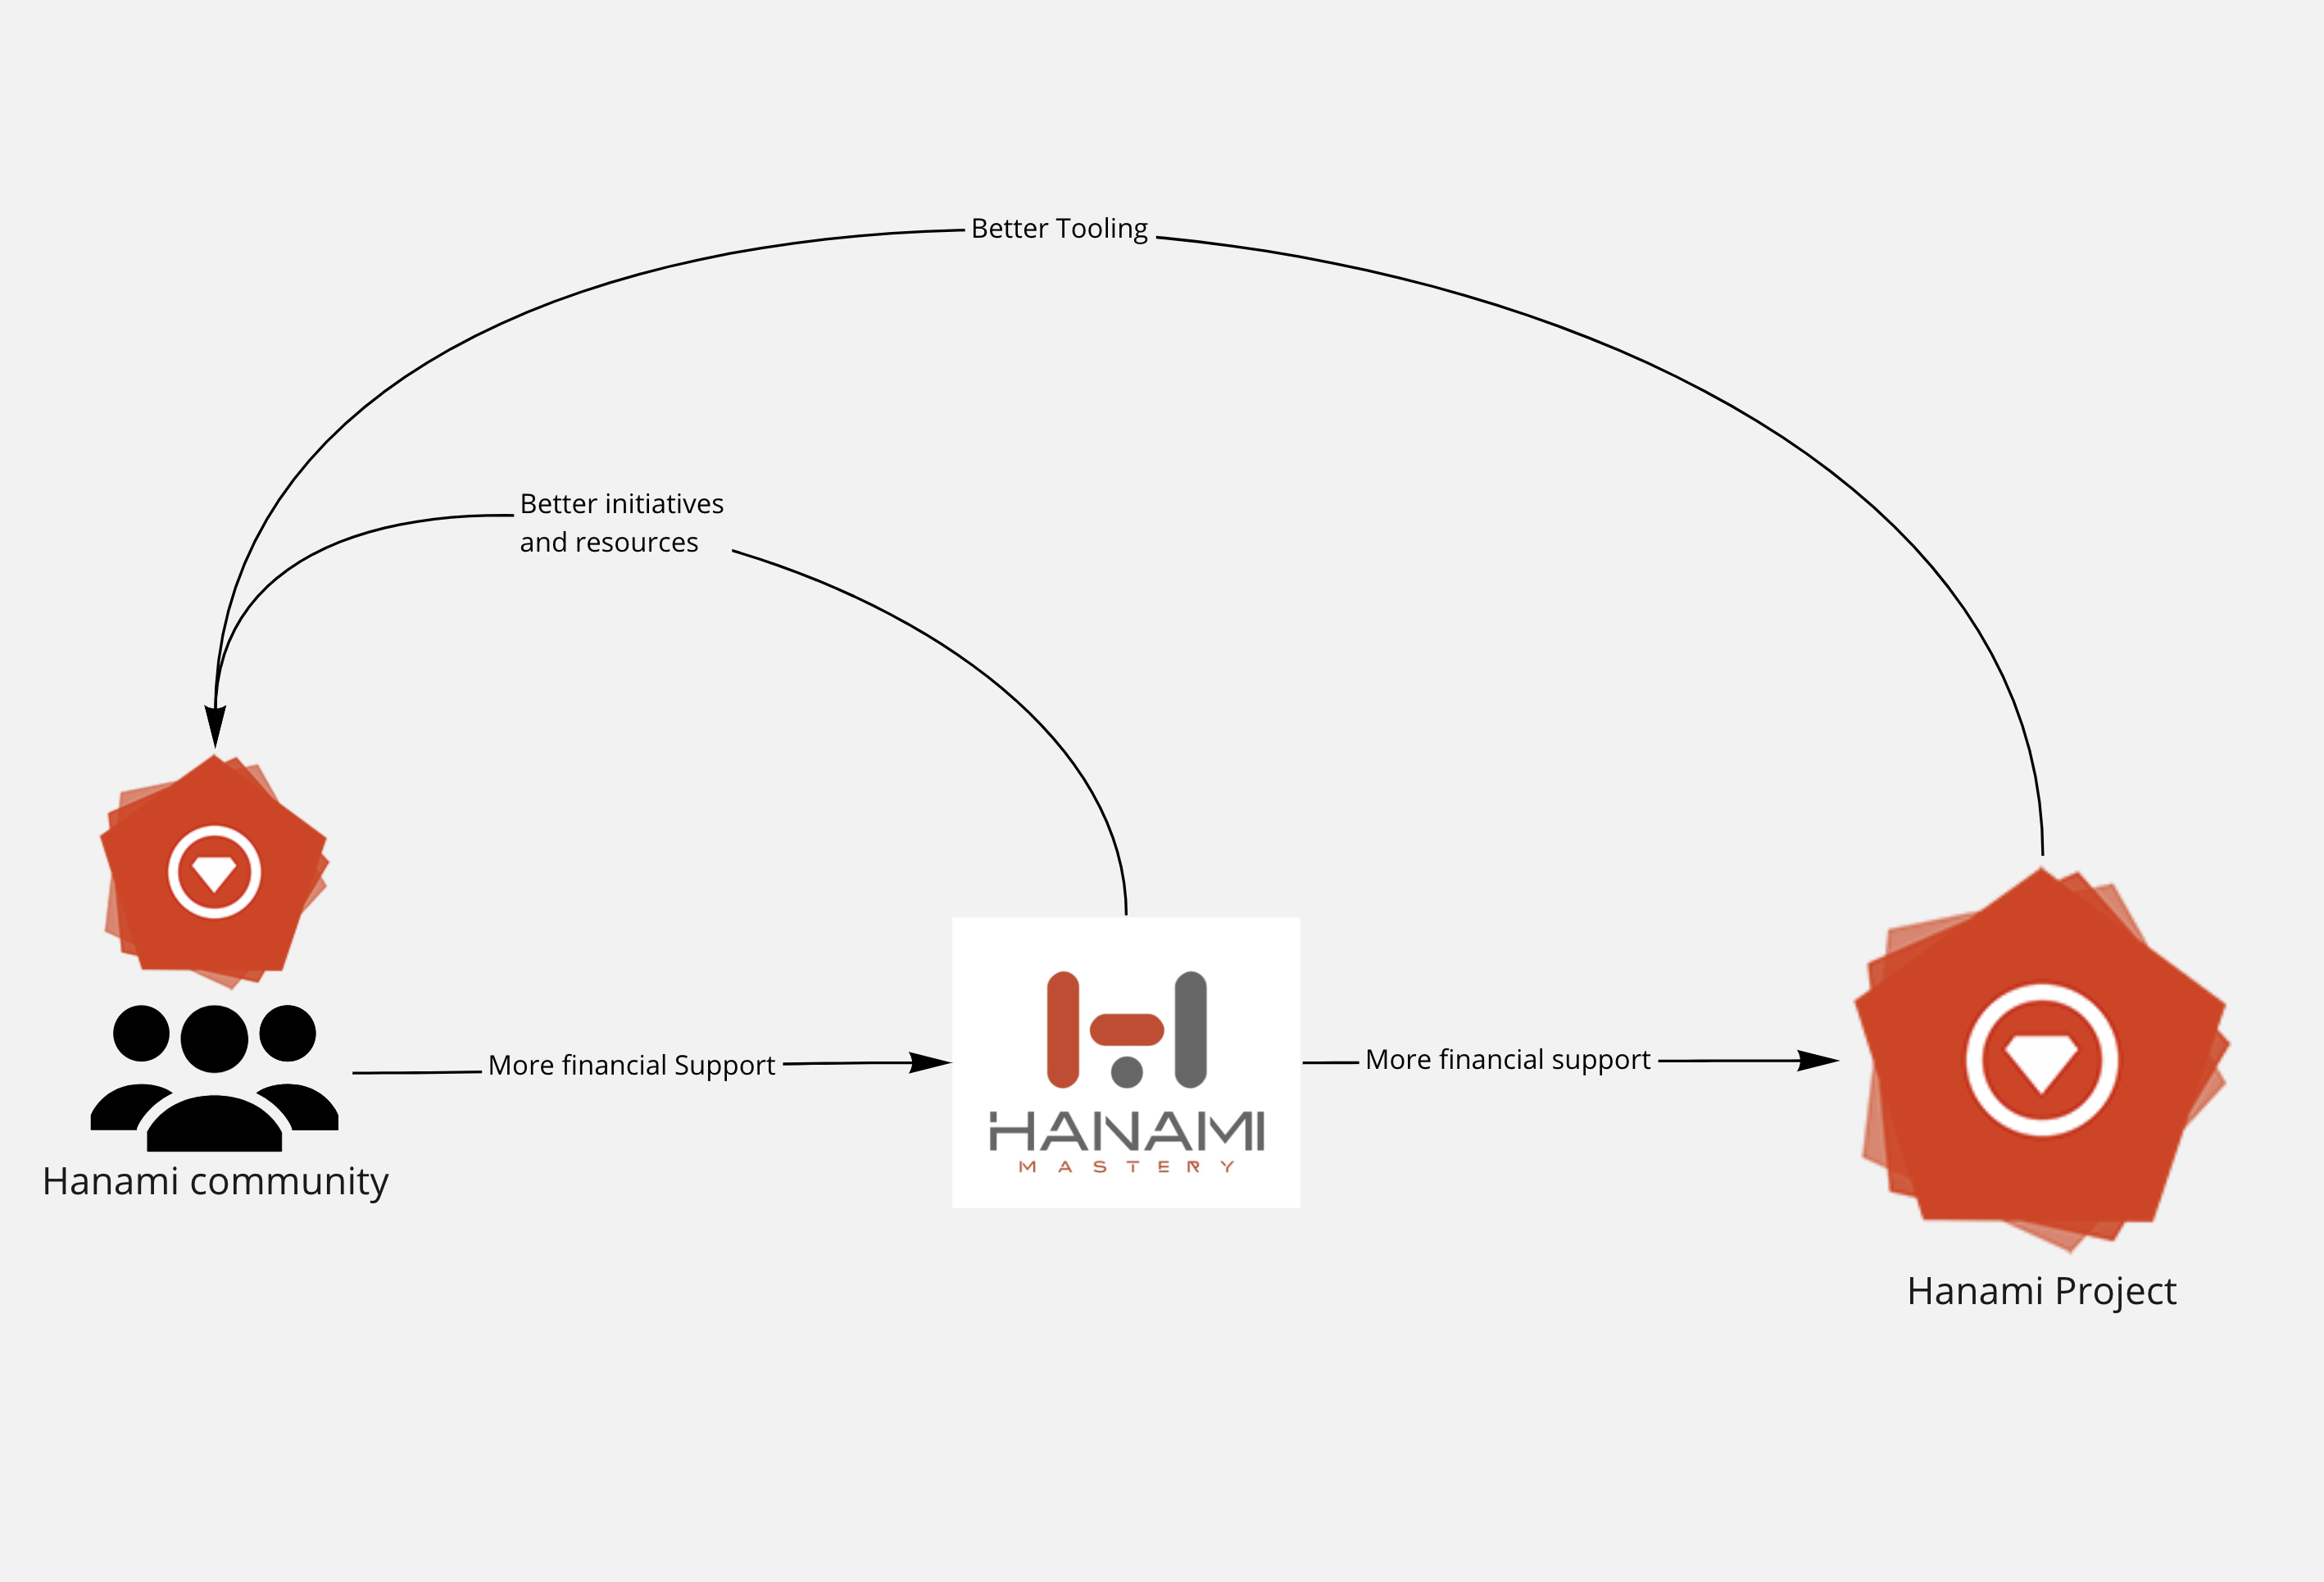 Better Tooling
Better initiatives
and resources
More financial Support
More financial support
HANAMI
MASTERY
Hanami community
Hanami Project